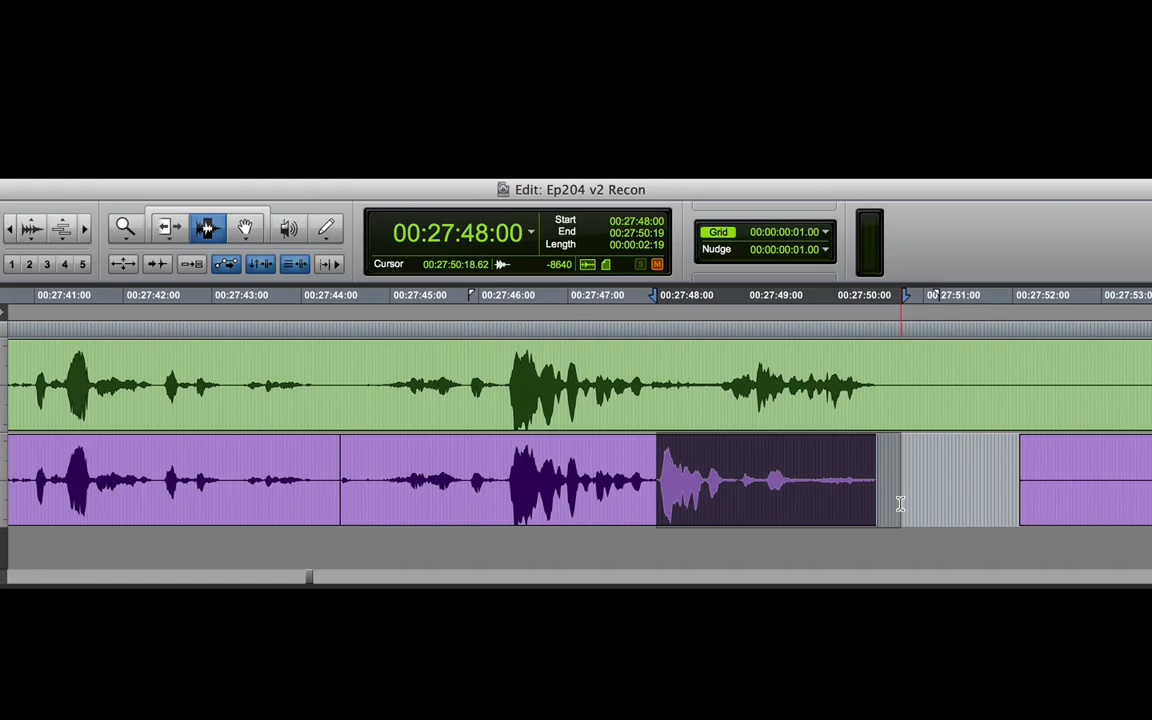 Edit: Ep204 v2 Recon
00:27:48:00
Start 00:27:48:00
End 00:27:50:19
Length 00:00:02:19
Cursor 00:27:50:18.62 -8640 S M
Grid 00:00:00:01.00
Nudge 00:00:00:01.00
1 2 3 4 5
00:27:41:00 00:27:42:00 00:27:43:00 00:27:44:00 00:27:45:00 00:27:46:00 00:27:47:00 00:27:48:00 00:27:49:00 00:27:50:00 00:27:51:00 00:27:52:00 00:27:53:0